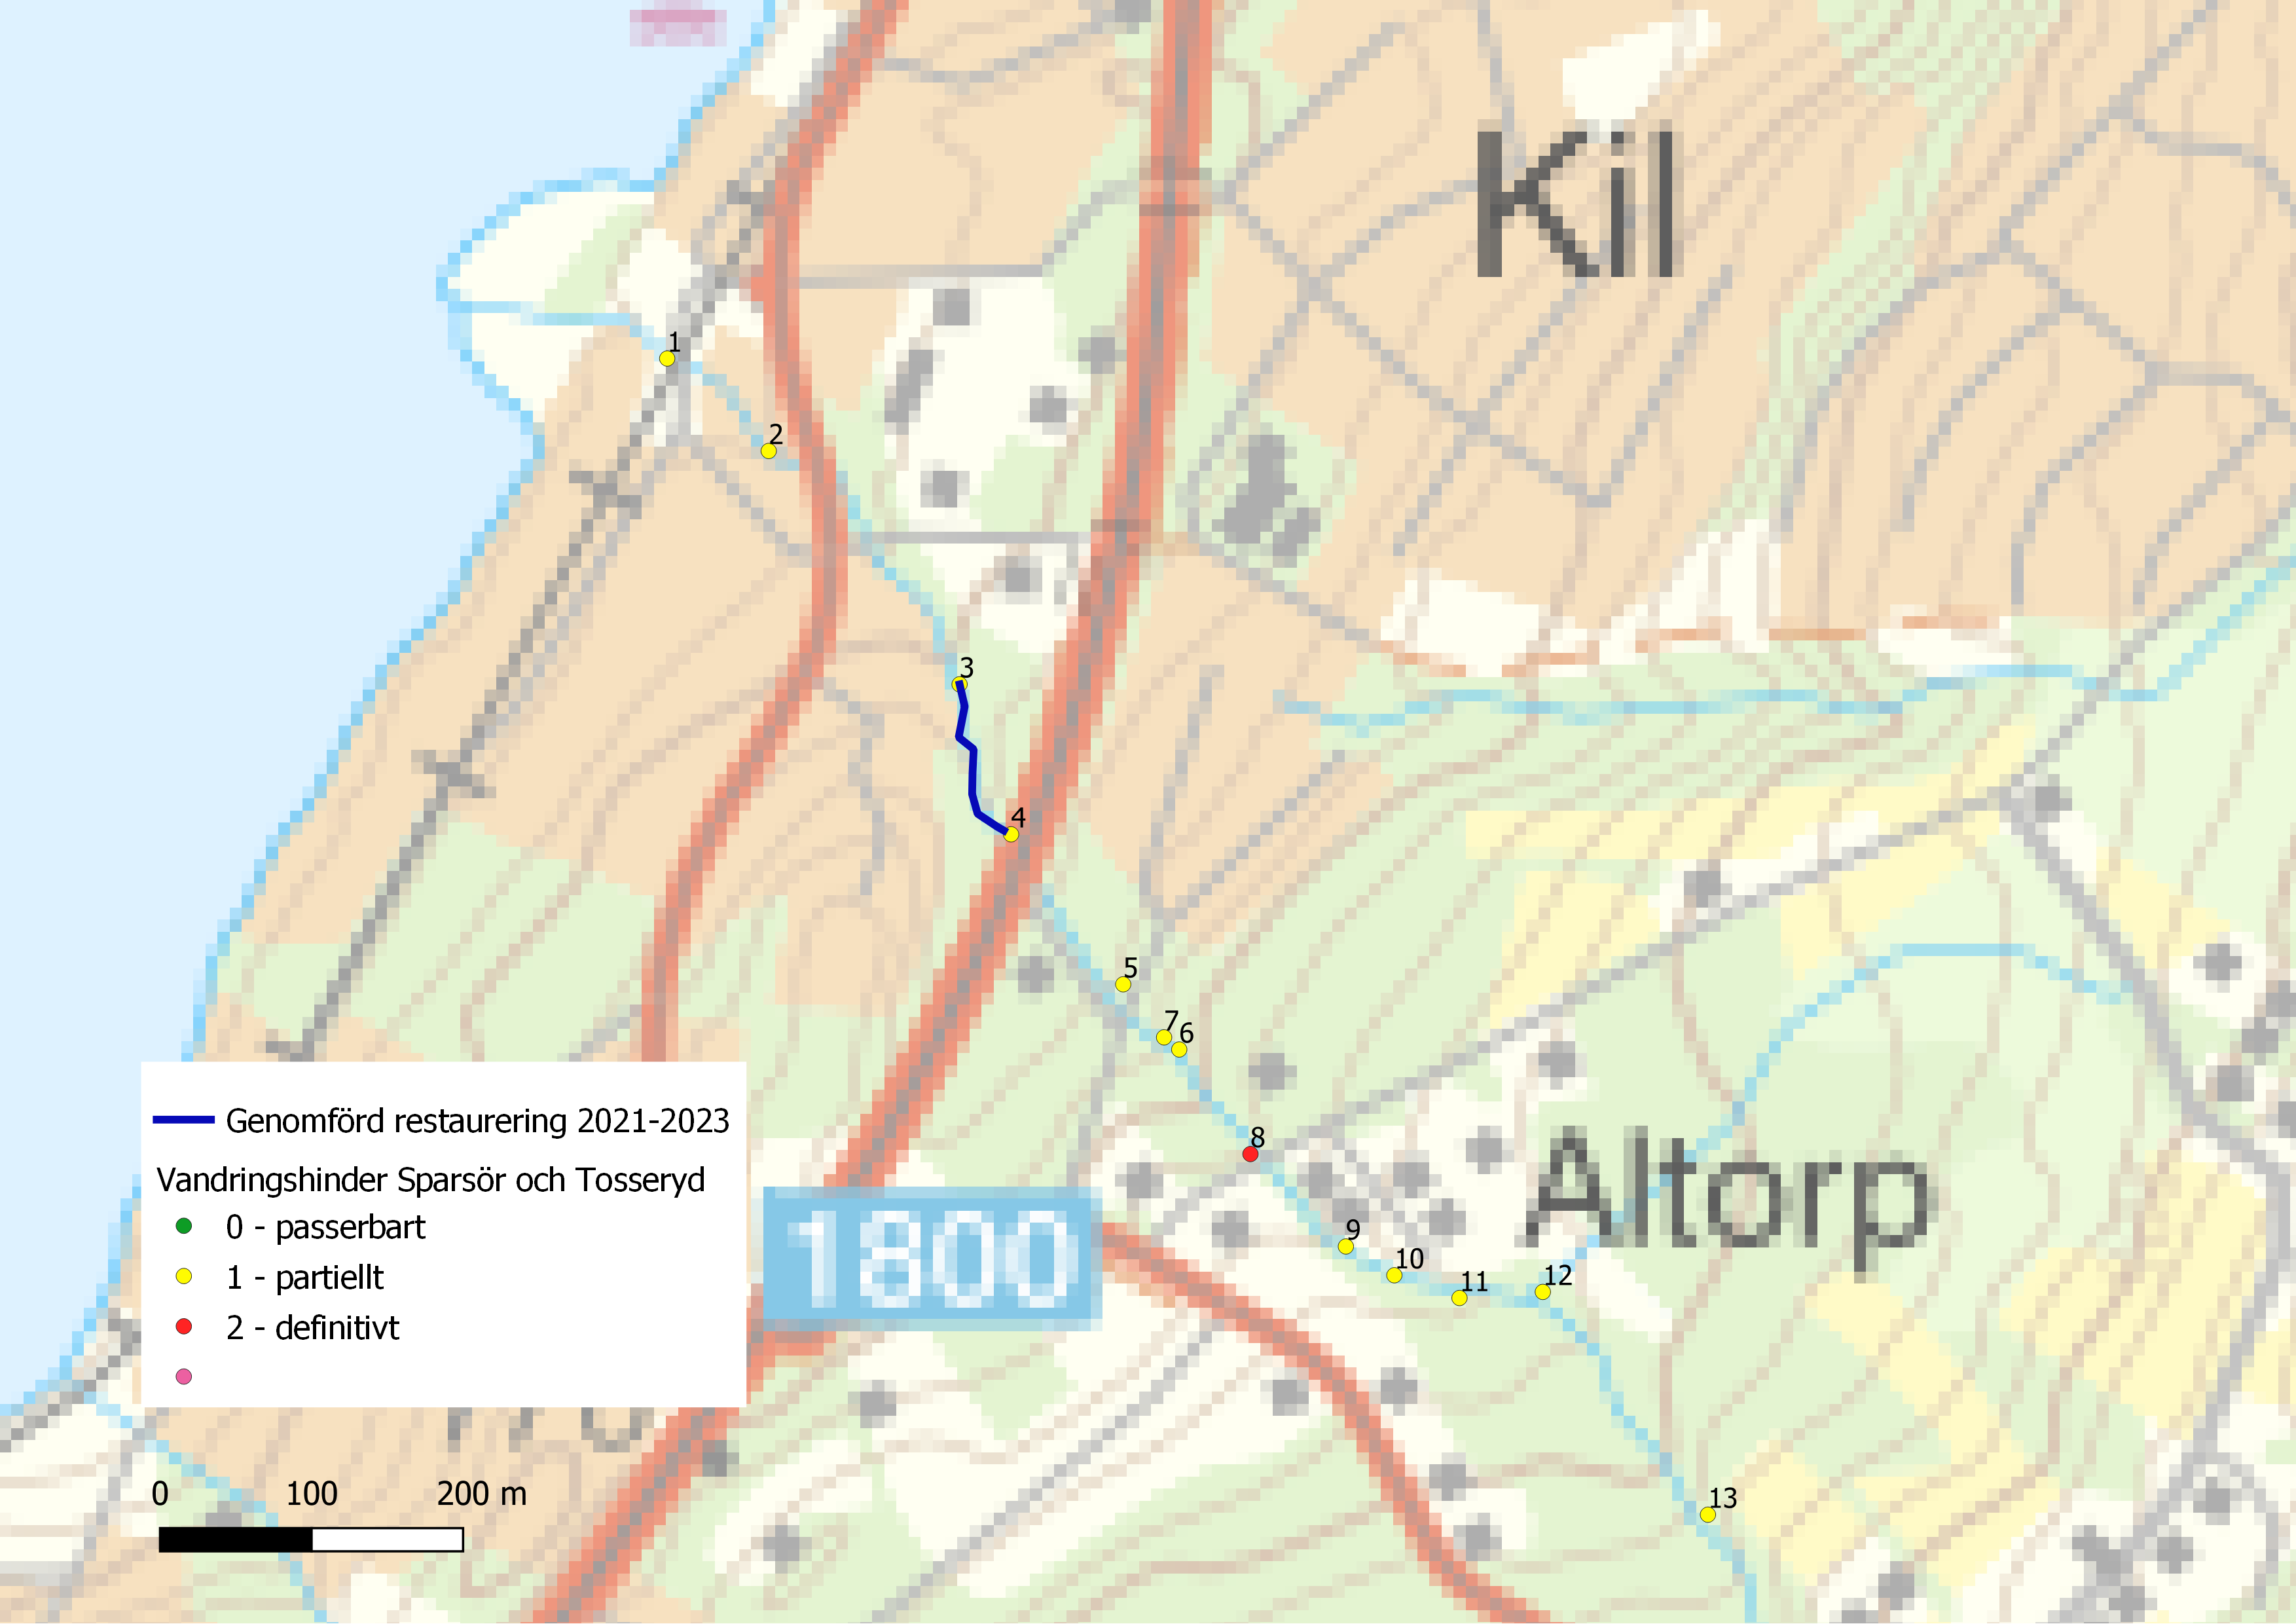 Kil
1
2
3
4
5
7
6
8
Altorp
9
10
11
12
13
1800
Genomförd restaurering 2021-2023
Vandringshinder Sparsör och Tosseryd
0 - passerbart
1 - partiellt
2 - definitivt
0 100 200 m